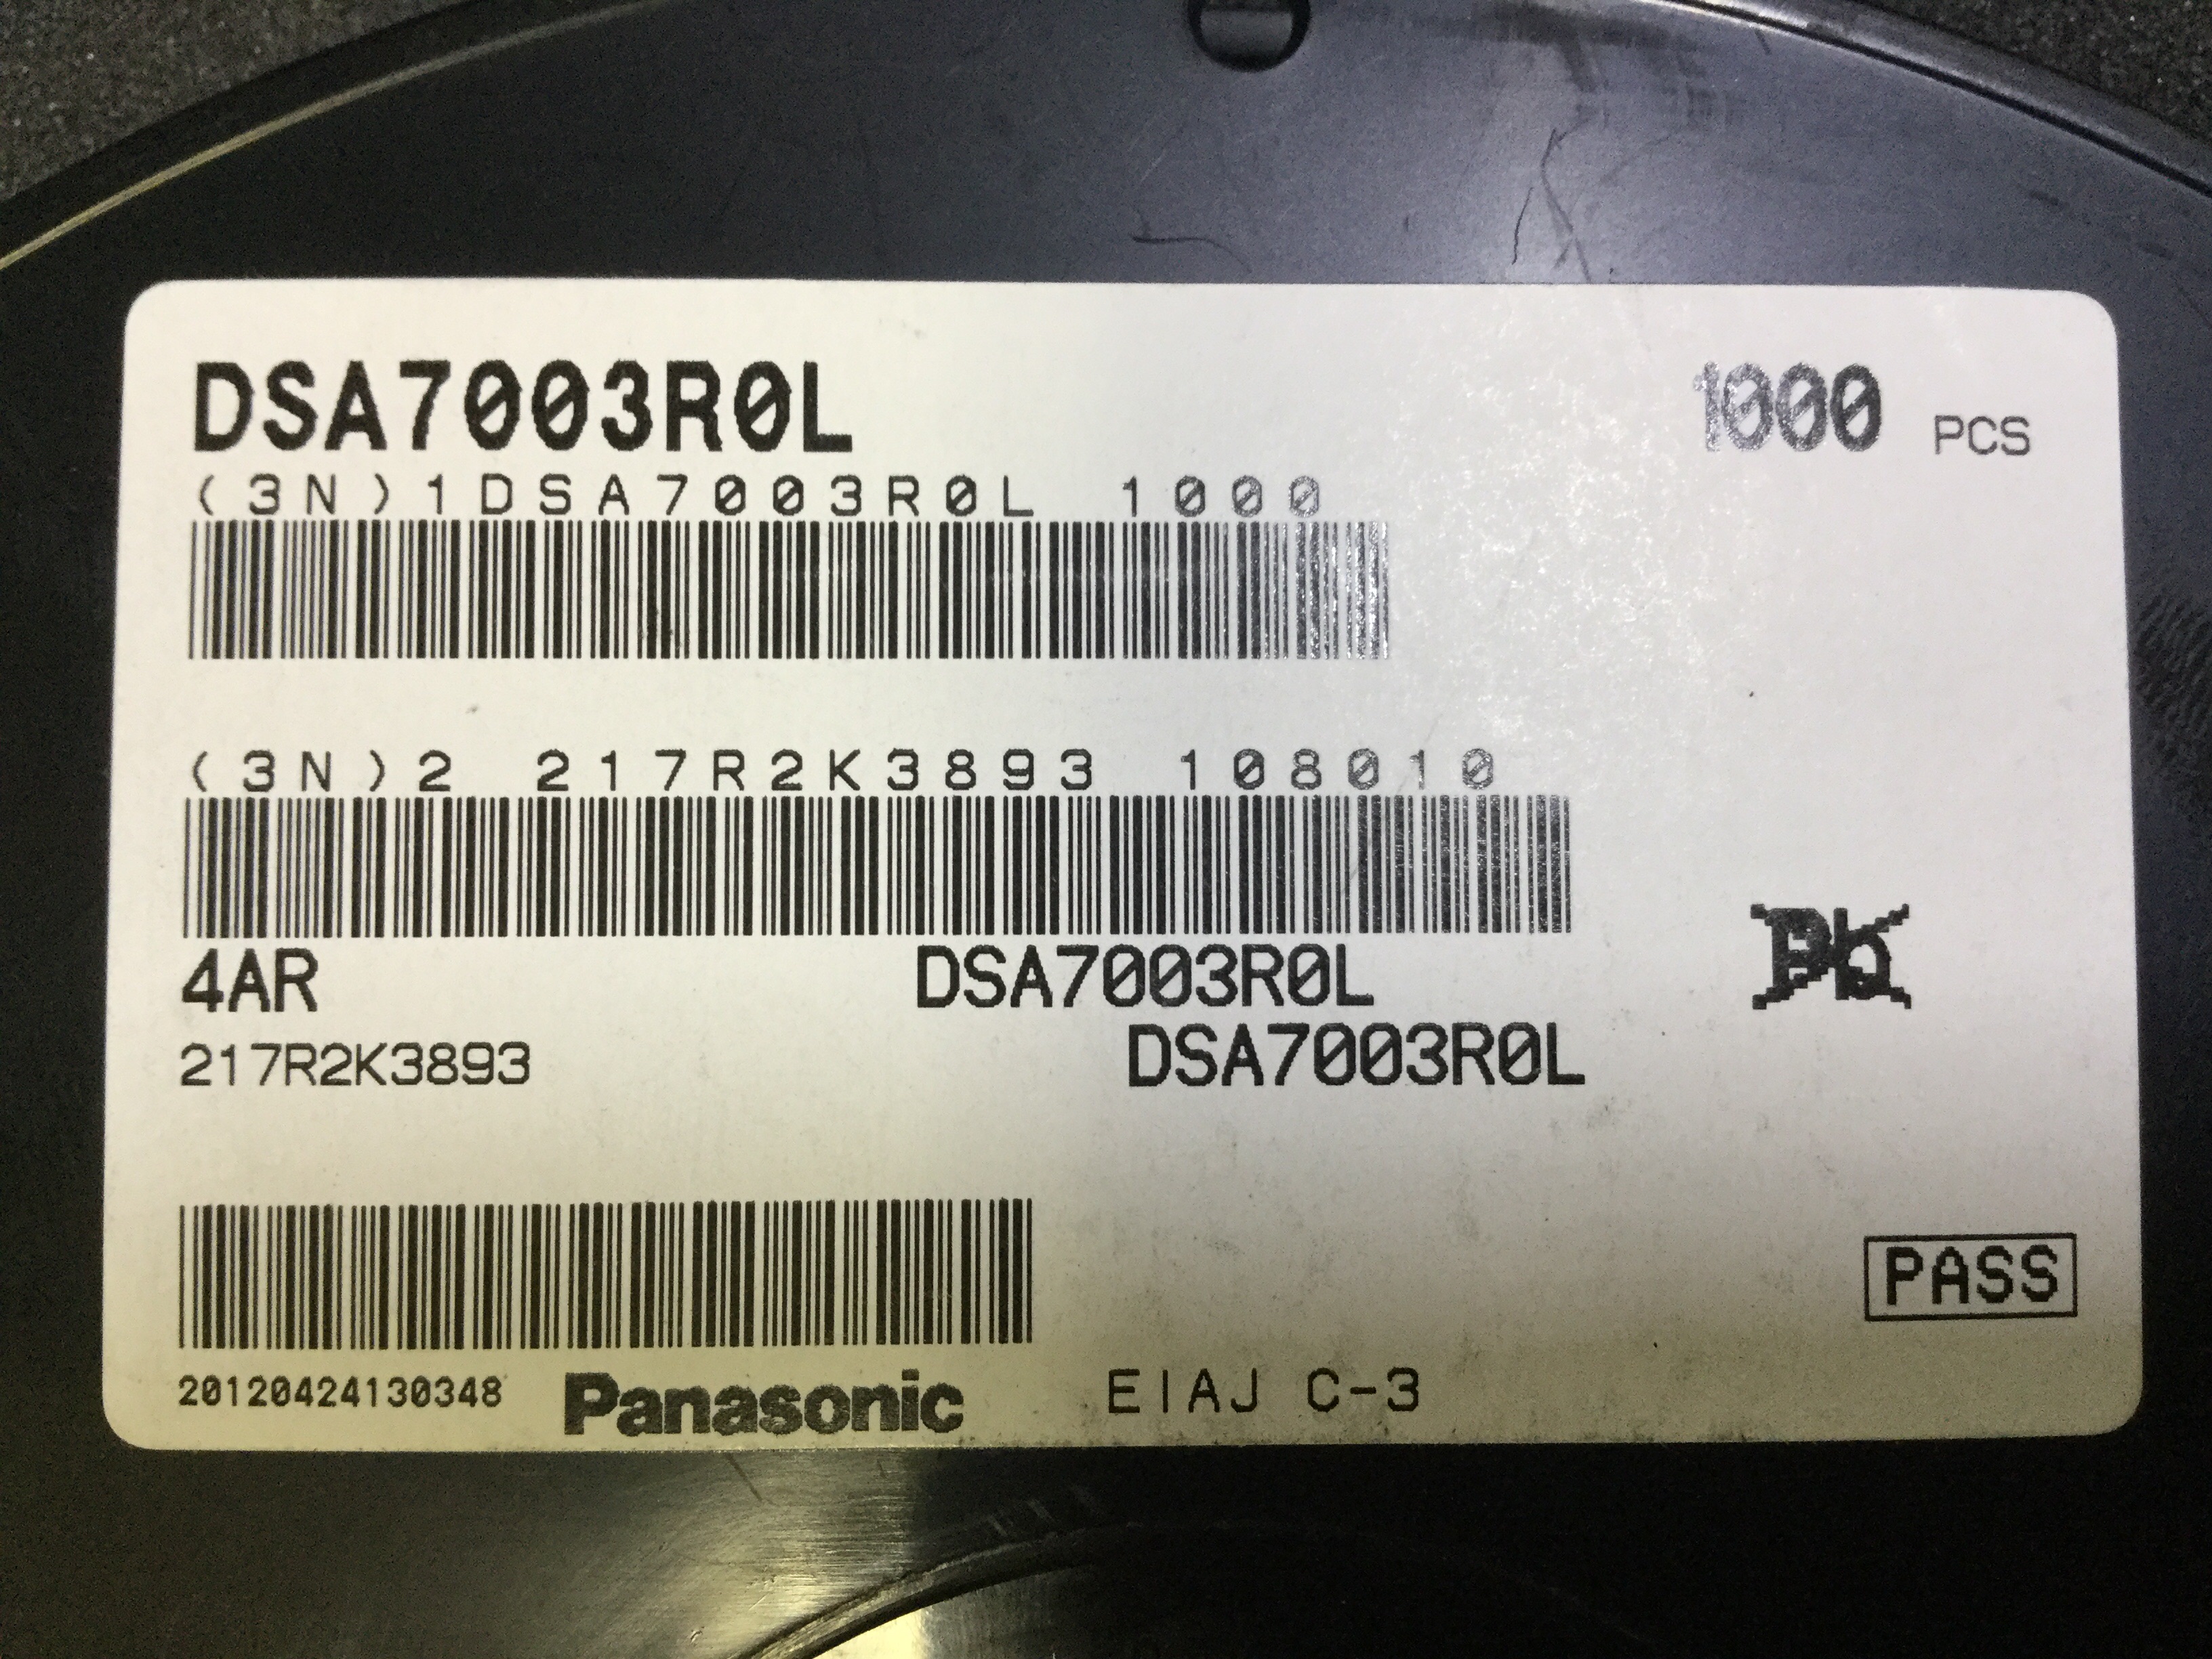 DSA7003R0L 1000 PCS
(3N)1DSA7003R0L 1000
(3N)2 217R2K3893 108010
4AR DSA7003R0L Pb
217R2K3893 DSA7003R0L
PASS
20120424130348 Panasonic EIAJ C-3